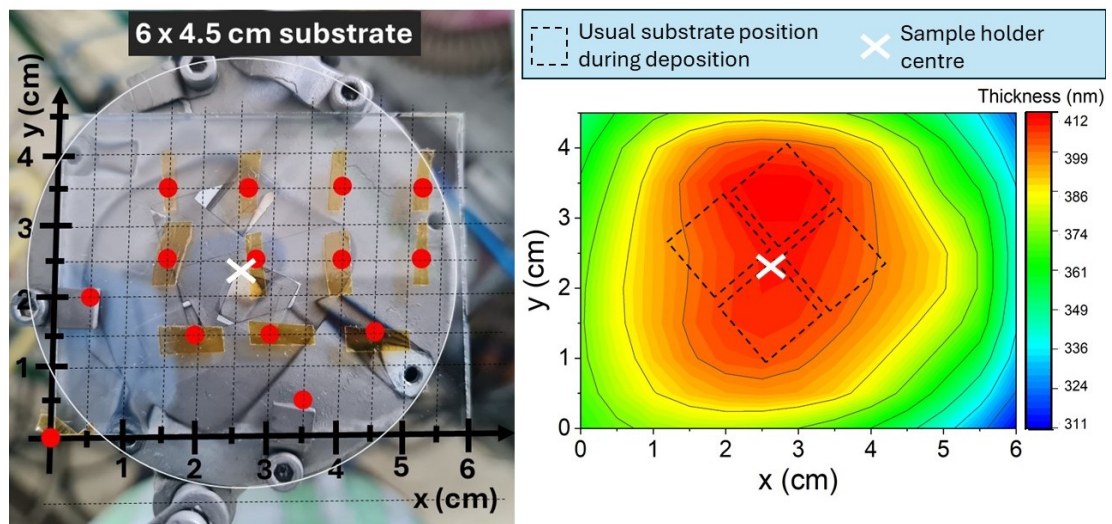 6 x 4.5 cm substrate
y (cm)
4
3
2
1
1 2 3 4 5 6
x (cm)
Usual substrate position
during deposition
Sample holder
centre
Thickness (nm)
412
399
386
374
361
349
336
324
311
y (cm)
4
3
2
1
0
0 1 2 3 4 5 6
x (cm)